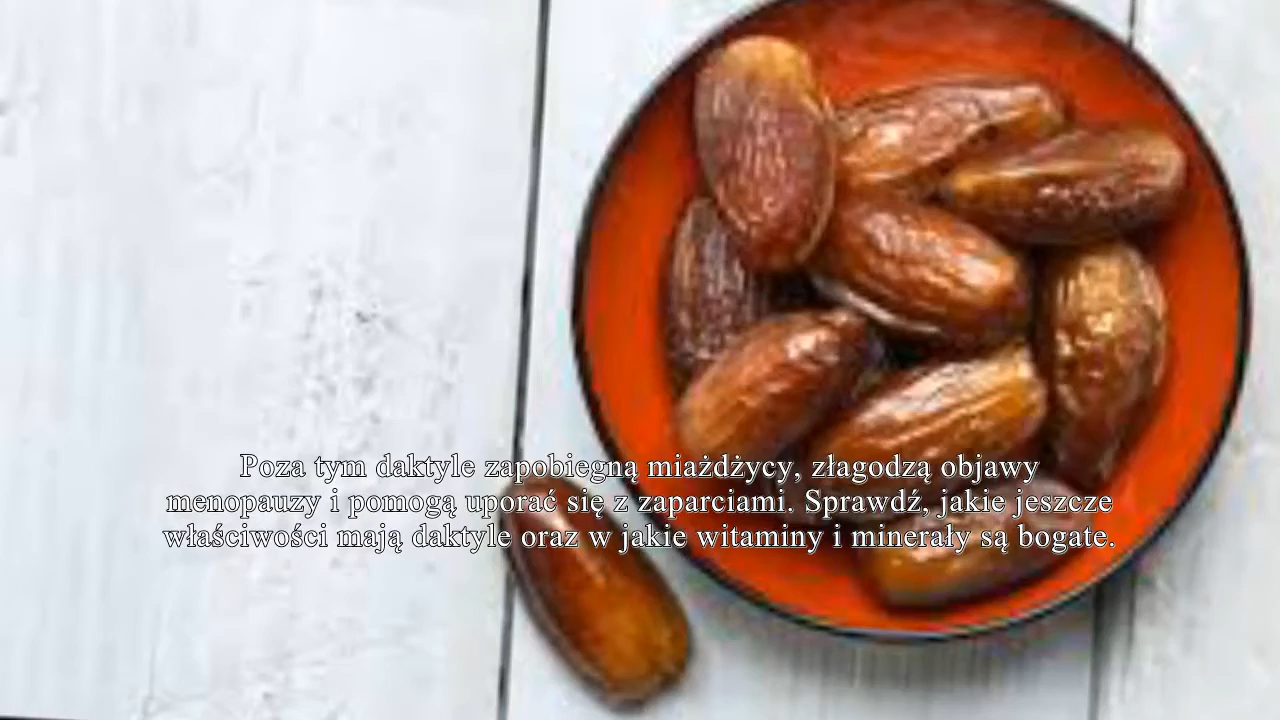 Poza tym daktyle zapobiegną miażdżycy, złagodzą objawy
menopauzy i pomogą uporać się z zaparciami. Sprawdź, jakie jeszcze
właściwości mają daktyle oraz w jakie witaminy i minerały są bogate.